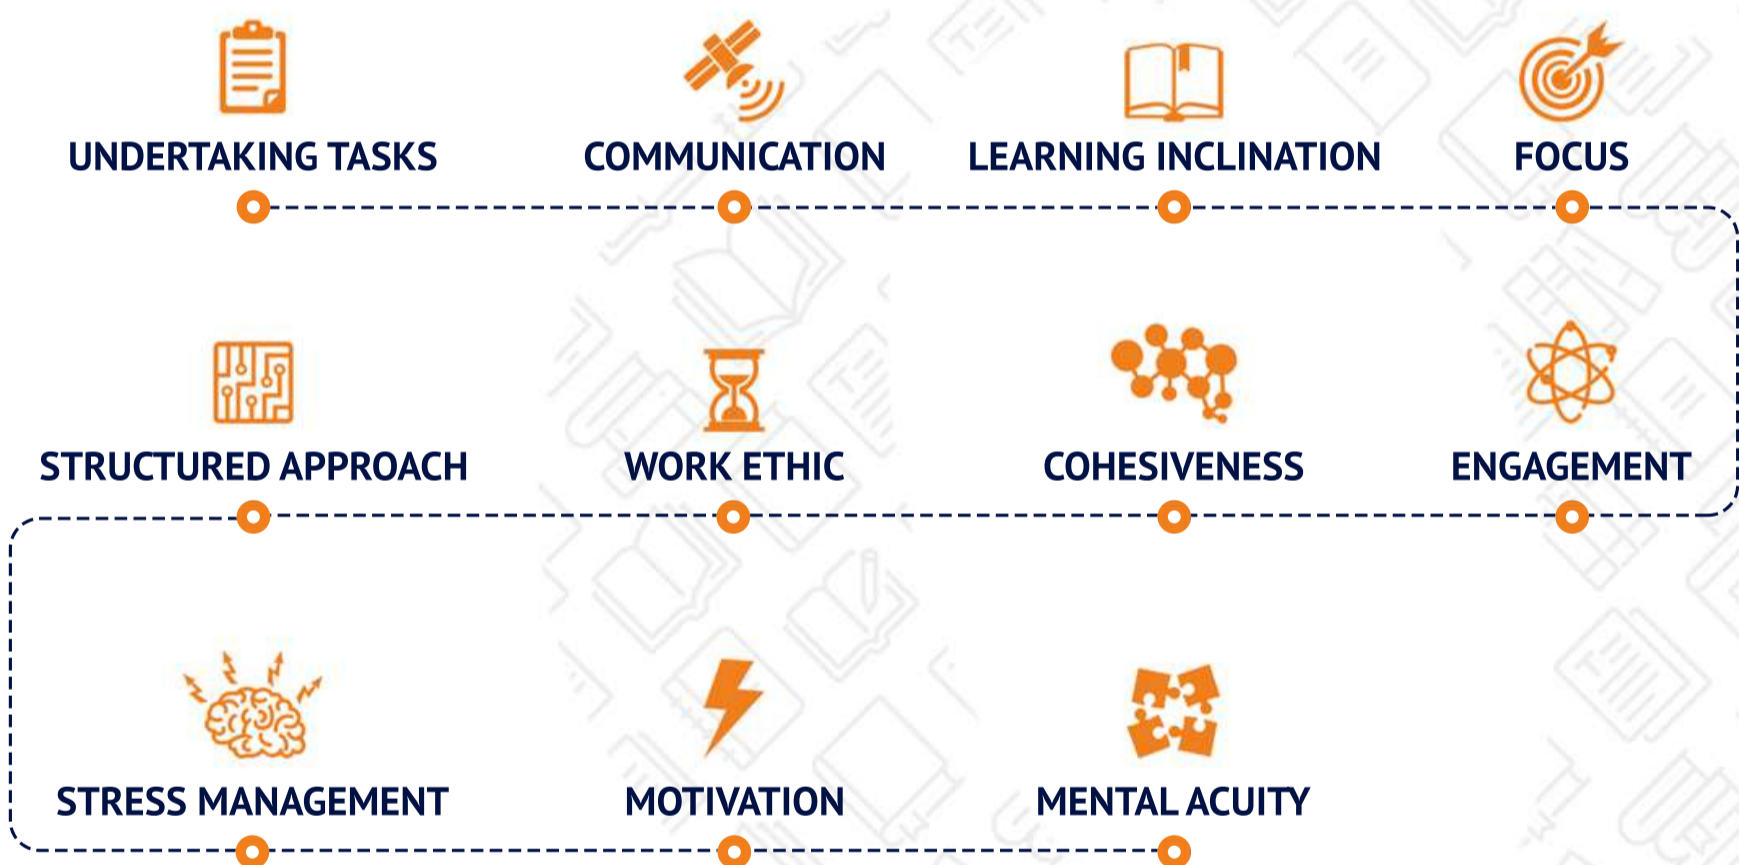 UNDERTAKING TASKS
COMMUNICATION
LEARNING INCLINATION
FOCUS
STRUCTURED APPROACH
WORK ETHIC
COHESIVENESS
ENGAGEMENT
STRESS MANAGEMENT
MOTIVATION
MENTAL ACUITY